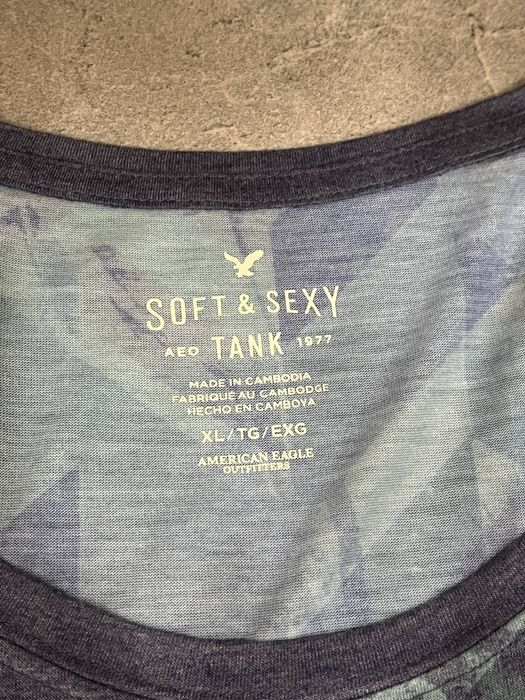 SOFT & SEXY
AEO TANK 1977
MADE IN CAMBODIA
FABRIQUE AU CAMBODGE
HECHO EN CAMBOYA
XL/TG/EXG
AMERICAN EAGLE
OUTFITTERS